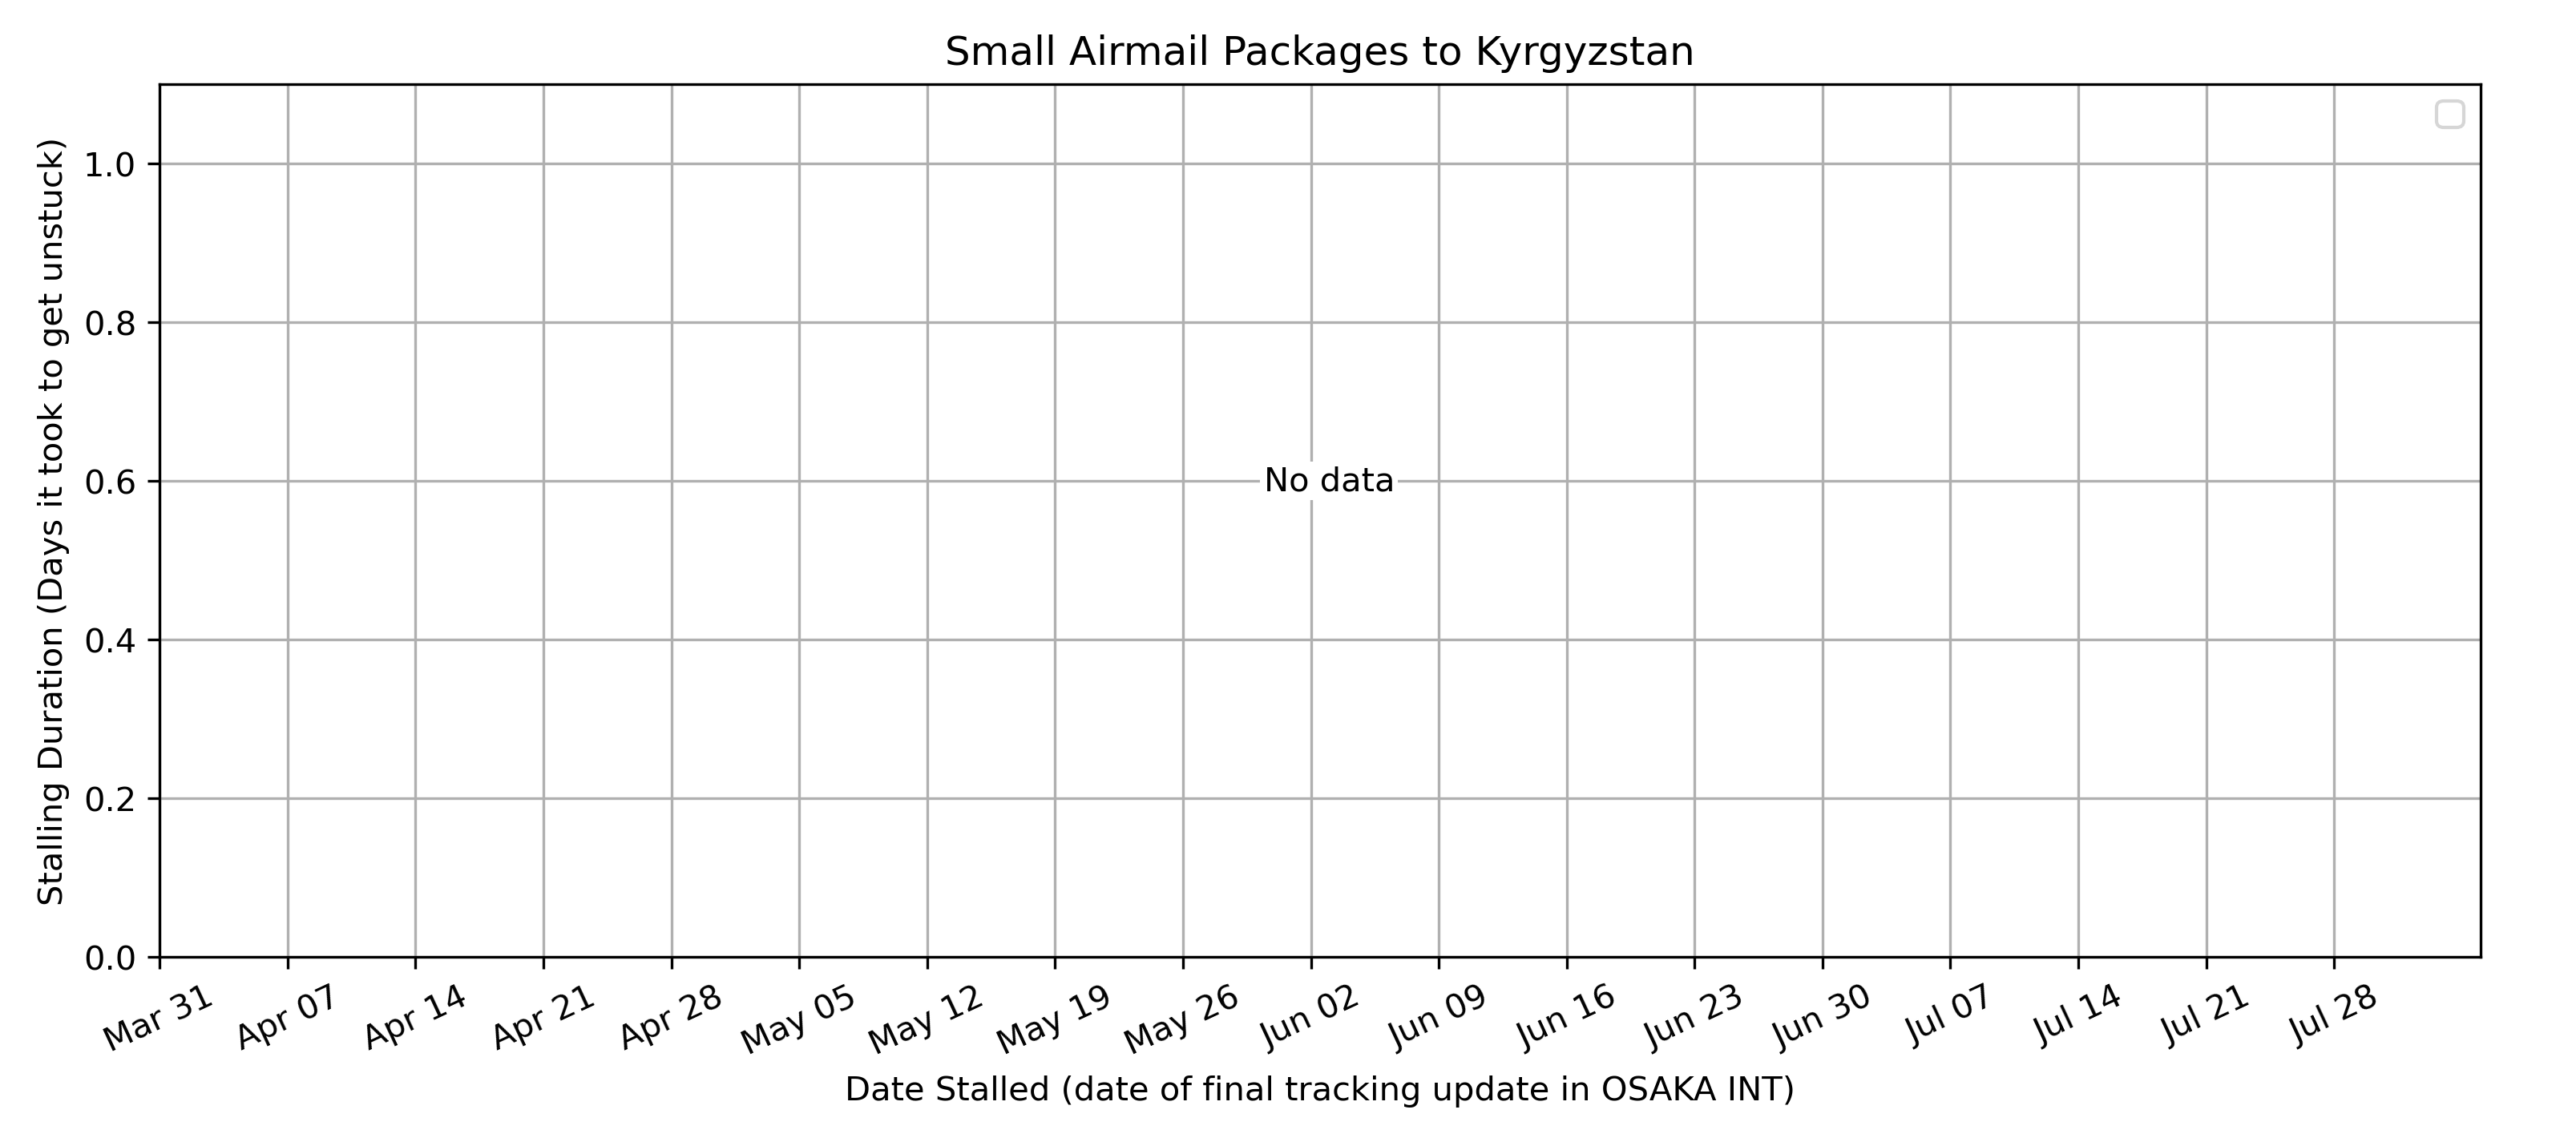 Small Airmail Packages to Kyrgyzstan
Stalling Duration (Days it took to get unstuck)
1.0
0.8
0.6
0.4
0.2
0.0
No data
Mar 31
Apr 07
Apr 14
Apr 21
Apr 28
May 05
May 12
May 19
May 26
Jun 02
Jun 09
Jun 16
Jun 23
Jun 30
Jul 07
Jul 14
Jul 21
Jul 28
Date Stalled (date of final tracking update in OSAKA INT)